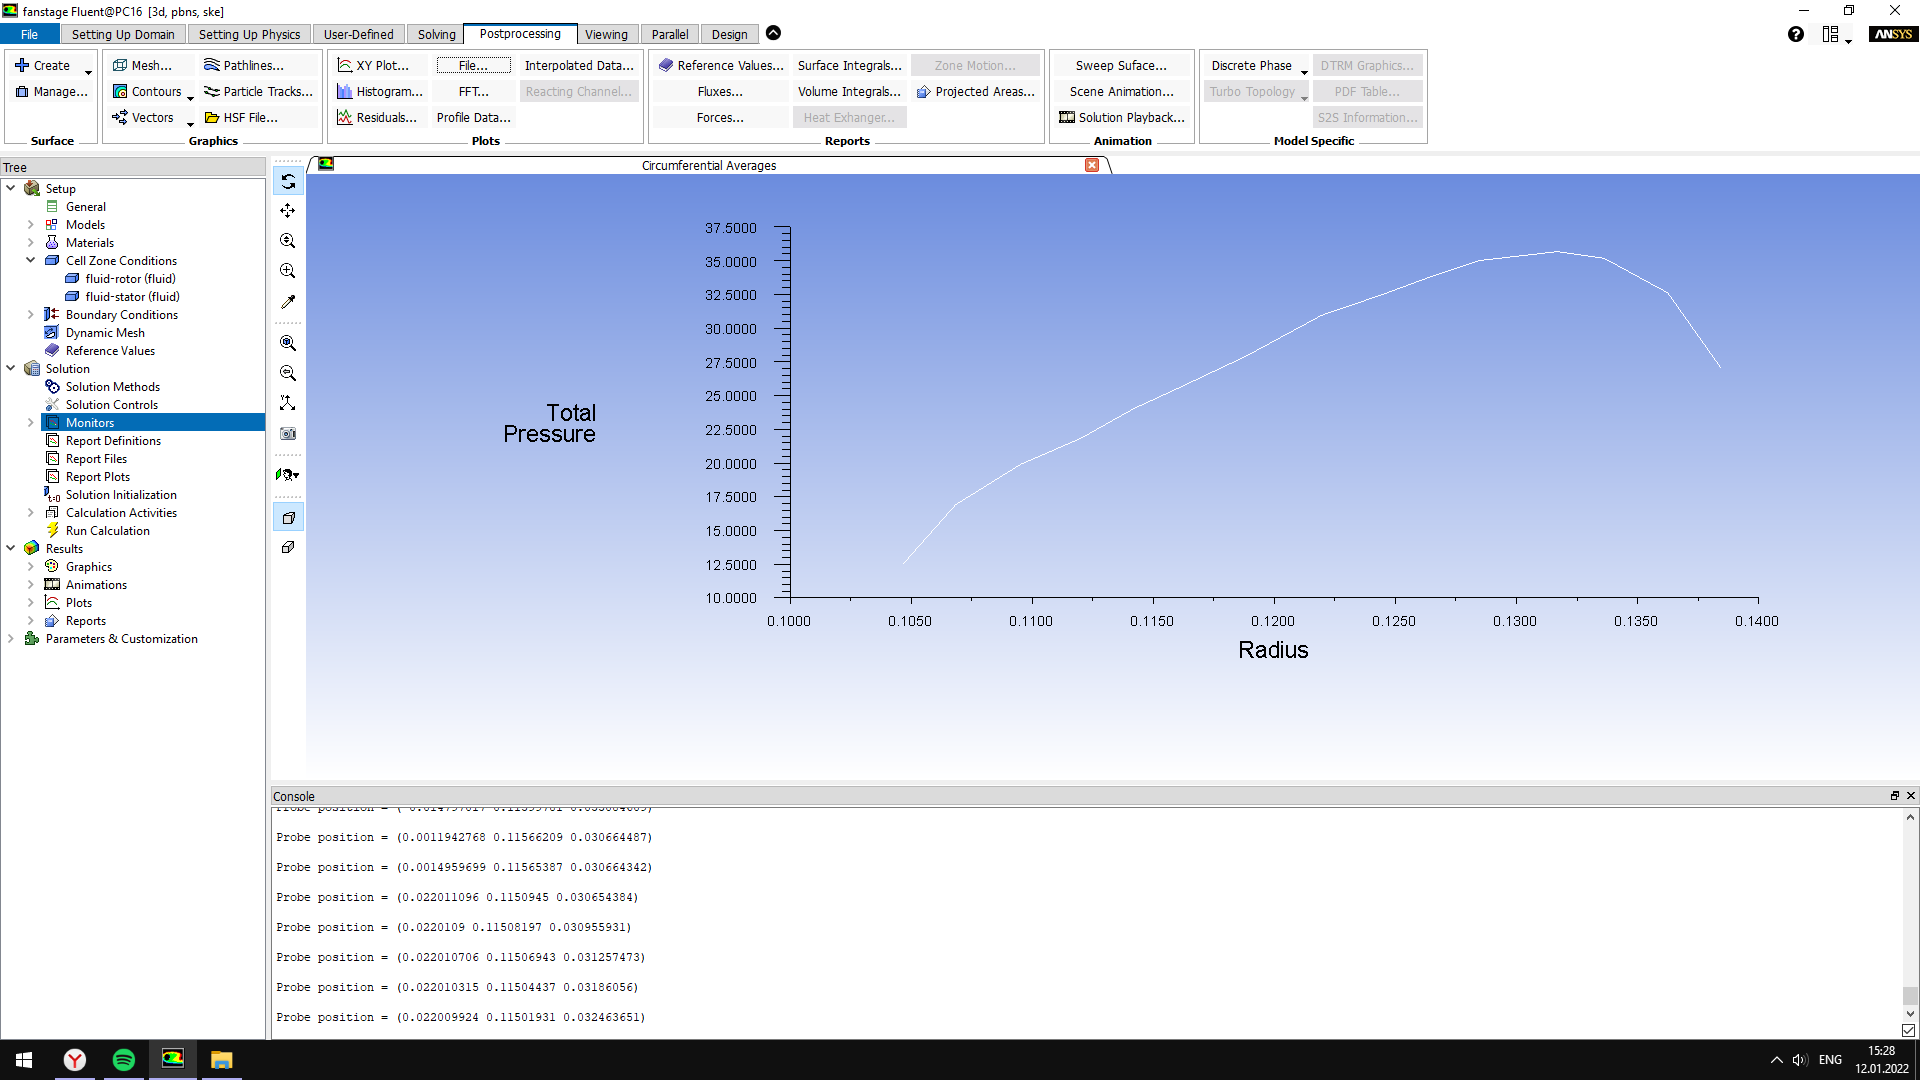 fanstage Fluent@PC16 [3d, pbns, ske]
File Setting Up Domain Setting Up Physics User-Defined Solving Postprocessing Viewing Parallel Design
ANSYS
Create
Manage...
Surface
Mesh... Pathlines...
Contours Particle Tracks...
Vectors HSF File...
Graphics
XY Plot... File... Interpolated Data...
Histogram... FFT... Reacting Channel...
Residuals... Profile Data...
Plots
Reference Values... Surface Integrals... Zone Motion...
Fluxes... Volume Integrals... Projected Areas...
Forces... Heat Exhanger...
Reports
Sweep Suface...
Scene Animation...
Solution Playback...
Animation
Discrete Phase DTRM Graphics...
Turbo Topology PDF Table...
S2S Information...
Model Specific
Tree
Setup
General
Models
Materials
Cell Zone Conditions
fluid-rotor (fluid)
fluid-stator (fluid)
Boundary Conditions
Dynamic Mesh
Reference Values
Solution
Solution Methods
Solution Controls
Monitors
Report Definitions
Report Files
Report Plots
Solution Initialization
Calculation Activities
Run Calculation
Results
Graphics
Animations
Plots
Reports
Parameters & Customization
Circumferential Averages
Total
Pressure
37.5000
35.0000
32.5000
30.0000
27.5000
25.0000
22.5000
20.0000
17.5000
15.0000
12.5000
10.0000
0.1000 0.1050 0.1100 0.1150 0.1200 0.1250 0.1300 0.1350 0.1400
Radius
Console
Probe position = (0.0011942768 0.11566209 0.030664487)
Probe position = (0.0014959699 0.11565387 0.030664342)
Probe position = (0.022011096 0.1150945 0.030654384)
Probe position = (0.0220109 0.11508197 0.030955931)
Probe position = (0.022010706 0.11506943 0.031257473)
Probe position = (0.022010315 0.11504437 0.03186056)
Probe position = (0.022009924 0.11501931 0.032463651)
ENG
15:28
12.01.2022